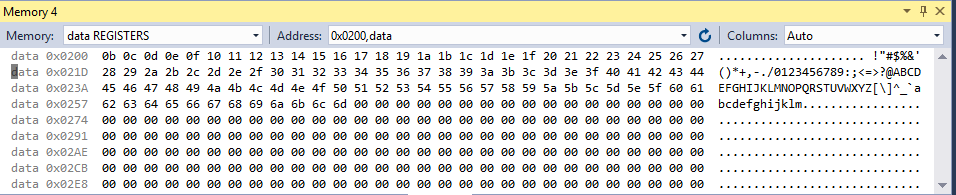 Memory 4
Memory: data REGISTERS Address: 0x0200,data Columns: Auto
data 0x0200 0b 0c 0d 0e 0f 10 11 12 13 14 15 16 17 18 19 1a 1b 1c 1d 1e 1f 20 21 22 23 24 25 26 27 ..................... !"#$%&'
data 0x021D 28 29 2a 2b 2c 2d 2e 2f 30 31 32 33 34 35 36 37 38 39 3a 3b 3c 3d 3e 3f 40 41 42 43 44 ()*+,-./0123456789:;<=>?@ABCD
data 0x023A 45 46 47 48 49 4a 4b 4c 4d 4e 4f 50 51 52 53 54 55 56 57 58 59 5a 5b 5c 5d 5e 5f 60 61 EFGHIJKLMNOPQRSTUVWXYZ[\]^_`a
data 0x0257 62 63 64 65 66 67 68 69 6a 6b 6c 6d 00 00 00 00 00 00 00 00 00 00 00 00 00 00 00 00 00 bcdefghijklm.................
data 0x0274 00 00 00 00 00 00 00 00 00 00 00 00 00 00 00 00 00 00 00 00 00 00 00 00 00 00 00 00 00 .............................
data 0x0291 00 00 00 00 00 00 00 00 00 00 00 00 00 00 00 00 00 00 00 00 00 00 00 00 00 00 00 00 00 .............................
data 0x02AE 00 00 00 00 00 00 00 00 00 00 00 00 00 00 00 00 00 00 00 00 00 00 00 00 00 00 00 00 00 .............................
data 0x02CB 00 00 00 00 00 00 00 00 00 00 00 00 00 00 00 00 00 00 00 00 00 00 00 00 00 00 00 00 00 .............................
data 0x02E8 00 00 00 00 00 00 00 00 00 00 00 00 00 00 00 00 00 00 00 00 00 00 00 00 00 00 00 00 00 .............................